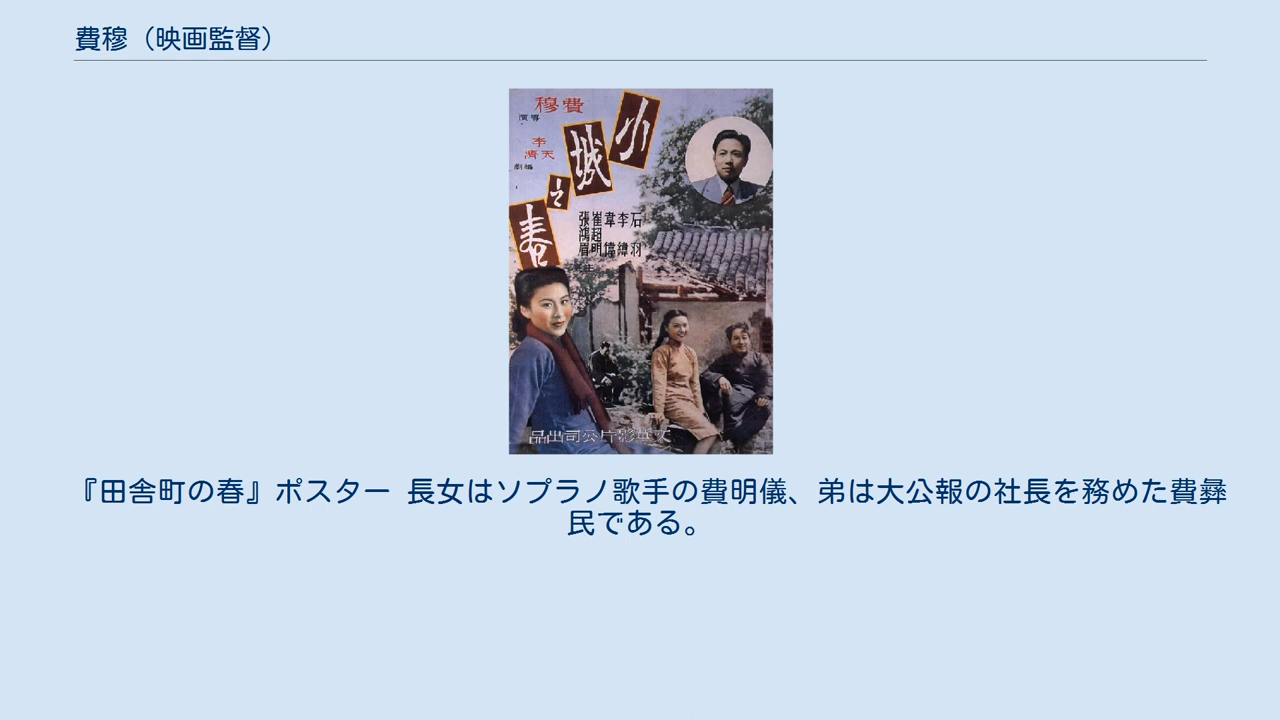 費穆（映画監督）
費穆
導演
小城之春
李天濟
編劇
石羽
李緯
韋偉
崔超明
張鴻眉
文華影片公司出品
『田舎町の春』ポスター 長女はソプラノ歌手の費明儀、弟は大公報の社長を務めた費彝
民である。